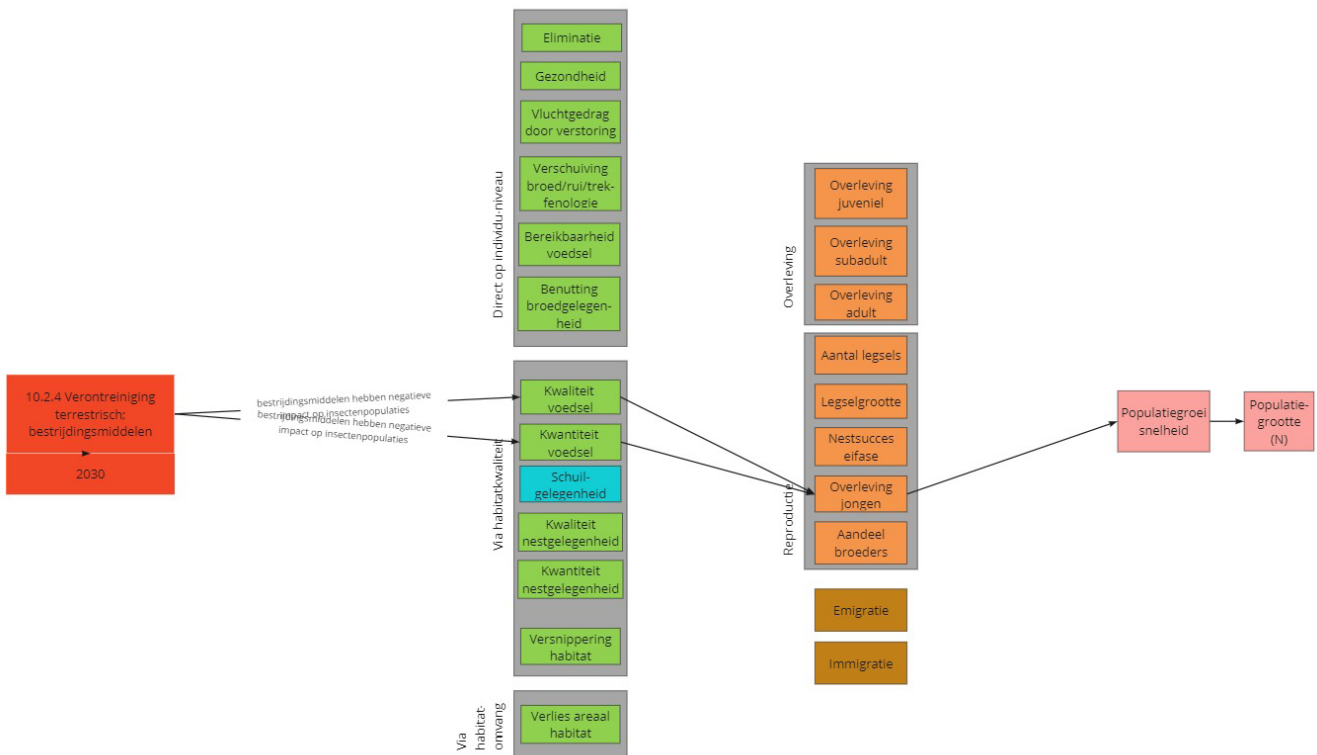 Eliminatie
Gezondheid
Vluchtgedrag
door verstoring
Verschuiving
broed/rui/trek-
fenologie
Bereikbaarheid
voedsel
Benutting
broedgelegen-
heid
Direct op individu-niveau
10.2.4 Verontreiniging
terrestrisch:
bestrijdingsmiddelen
2030
bestrijdingsmiddelen hebben negatieve
impact op insectenpopulaties
bestrijdingsmiddelen hebben negatieve
impact op insectenpopulaties
Kwaliteit
voedsel
Kwantiteit
voedsel
Schuil-
gelegenheid
Kwaliteit
nestgelegenheid
Kwantiteit
nestgelegenheid
Versnippering
habitat
Via habitatkwaliteit
Verlies areaal
habitat
Via
habitat-
omvang
Overleving
juveniel
Overleving
subadult
Overleving
adult
Overleving
Aantal legsels
Legselgrootte
Nestsucces
eifase
Overleving
jongen
Aandeel
broeders
Reproductie
Emigratie
Immigratie
Populatiegroei
snelheid
Populatie-
grootte
(N)